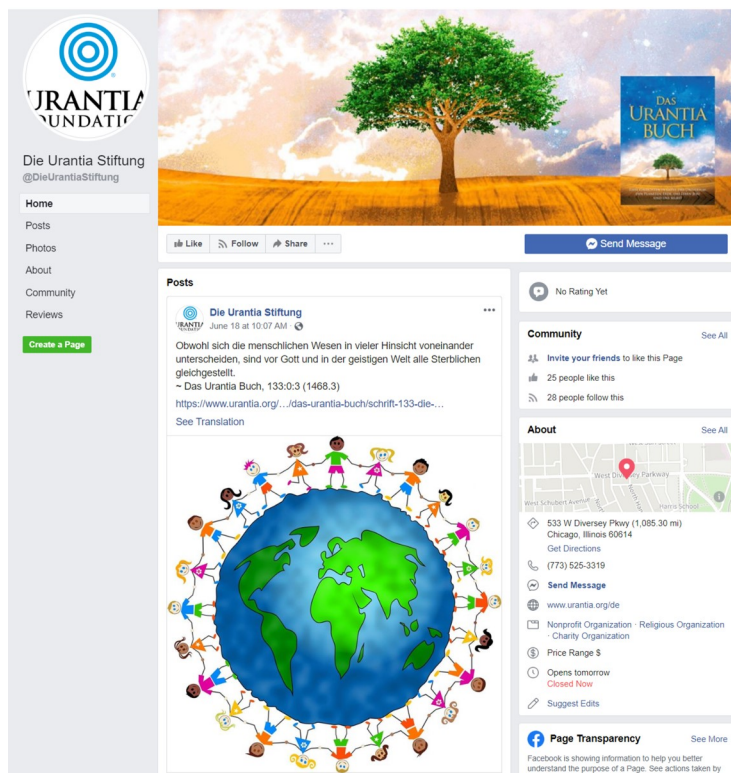 URANTIA
FOUNDATIO
Die Urantia Stiftung
@DieUrantiaStiftung
Home
Posts
Photos
About
Community
Reviews
Create a Page
DAS
URANTIA
BUCH
Like
Follow
Share
Send Message
Posts
Die Urantia Stiftung
June 18 at 10:07 AM ·
Obwohl sich die menschlichen Wesen in vieler Hinsicht voneinander
unterscheiden, sind vor Gott und in der geistigen Welt alle Sterblichen
gleichgestellt.
~ Das Urantia Buch, 133:0:3 (1468.3)
https://www.urantia.org/…/das-urantia-buch/schrift-133-die-…
See Translation
No Rating Yet
Community
See All
Invite your friends to like this Page
25 people like this
28 people follow this
About
See All
West Diversey Parkway
West Schubert Avenue
Harris School
533 W Diversey Pkwy (1,085.30 mi)
Chicago, Illinois 60614
Get Directions
(773) 525-3319
Send Message
www.urantia.org/de
Nonprofit Organization · Religious Organization
· Charity Organization
Price Range $
Opens tomorrow
Closed Now
Suggest Edits
Page Transparency
See More
Facebook is showing information to help you better
understand the purpose of a Page. See actions taken by